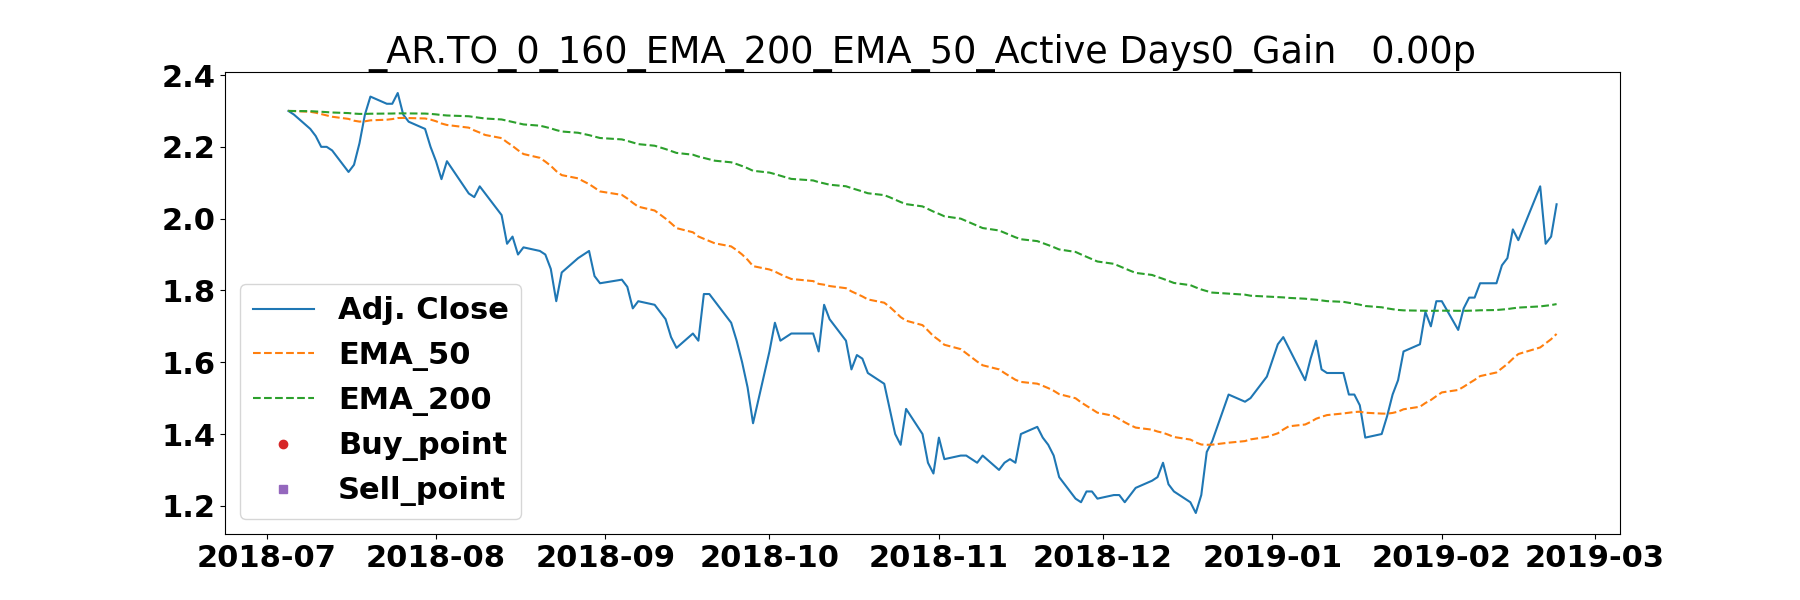 _AR.TO_0_160_EMA_200_EMA_50_Active Days0_Gain   0.00p
2.4
2.2
2.0
1.8
1.6
1.4
1.2
Adj. Close
EMA_50
EMA_200
Buy_point
Sell_point
2018-07 2018-08 2018-09 2018-10 2018-11 2018-12 2019-01 2019-02 2019-03